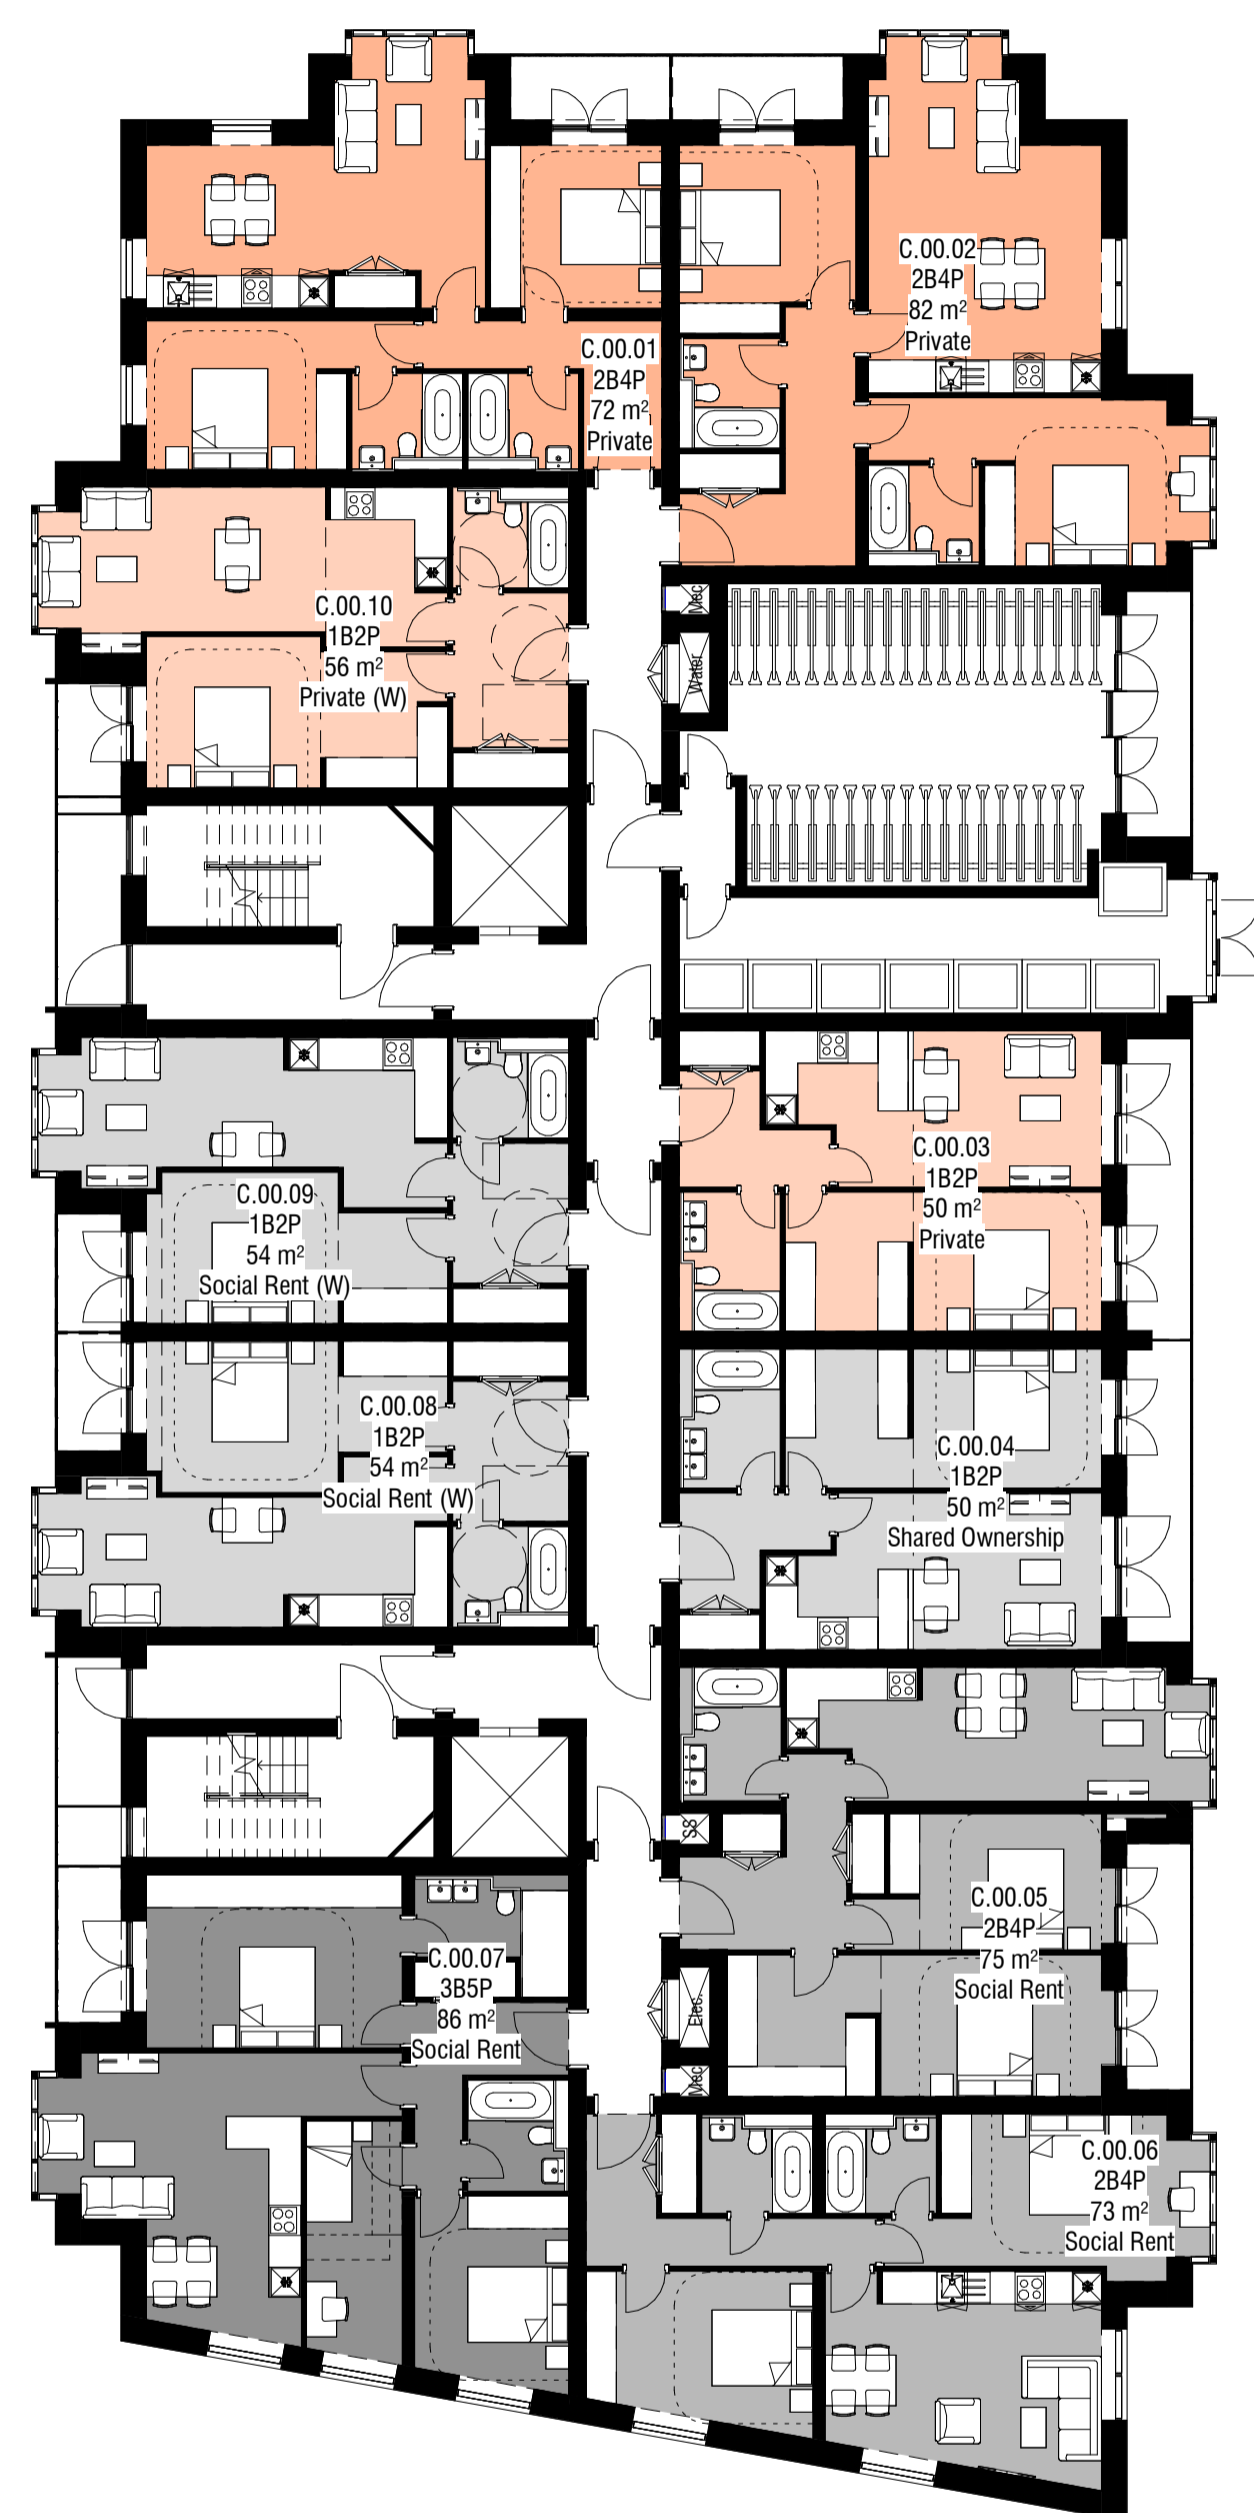 C.00.02
2B4P
82 m²
Private
C.00.01
2B4P
72 m²
Private
C.00.10
1B2P
56 m²
Private (W)
Mec
Water
C.00.03
1B2P
50 m²
Private
C.00.09
1B2P
54 m²
Social Rent (W)
C.00.08
1B2P
54 m²
Social Rent (W)
C.00.04
1B2P
50 m²
Shared Ownership
SS
C.00.05
2B4P
75 m²
Social Rent
C.00.07
3B5P
86 m²
Social Rent
Elec.
Mec
C.00.06
2B4P
73 m²
Social Rent